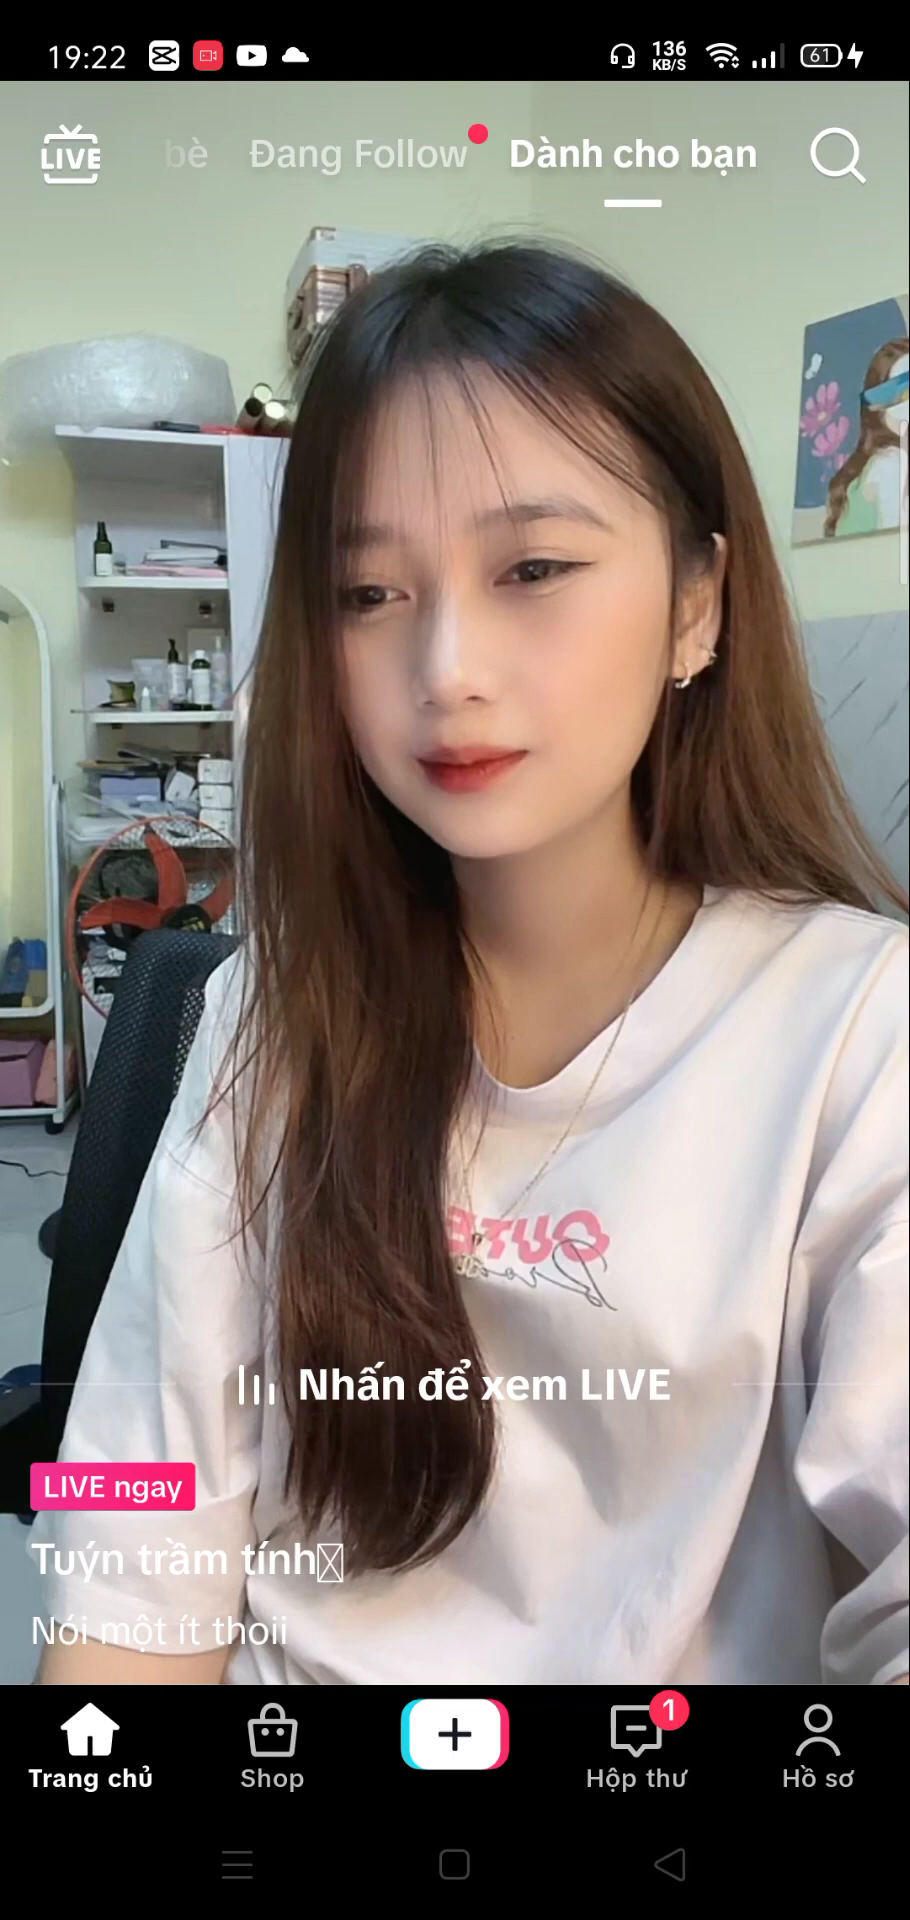 19:22
136
KB/S
61
LIVE
bè
Đang Follow
Dành cho bạn
Nhấn để xem LIVE
LIVE ngay
Tuýn trầm tính
Nói một ít thoii
1
Trang chủ
Shop
Hộp thư
Hồ sơ